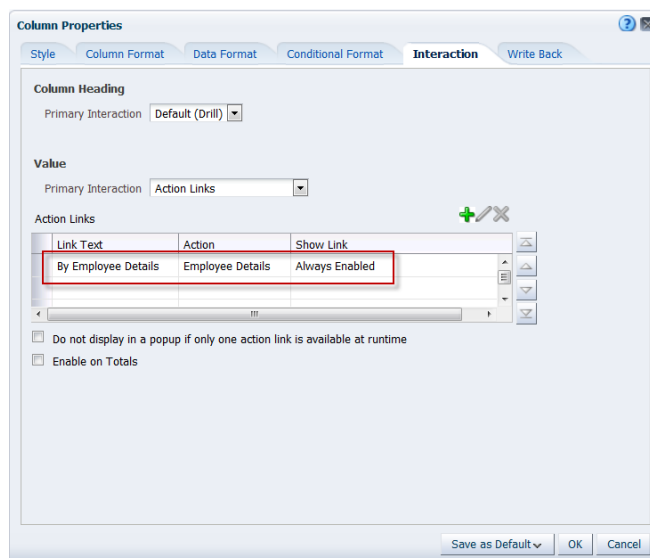 Column Properties
Style Column Format Data Format Conditional Format Interaction Write Back
Column Heading
Primary Interaction Default (Drill)
Value
Primary Interaction Action Links
Action Links
Link Text Action Show Link
By Employee Details Employee Details Always Enabled
Do not display in a popup if only one action link is available at runtime
Enable on Totals
Save as Default OK Cancel